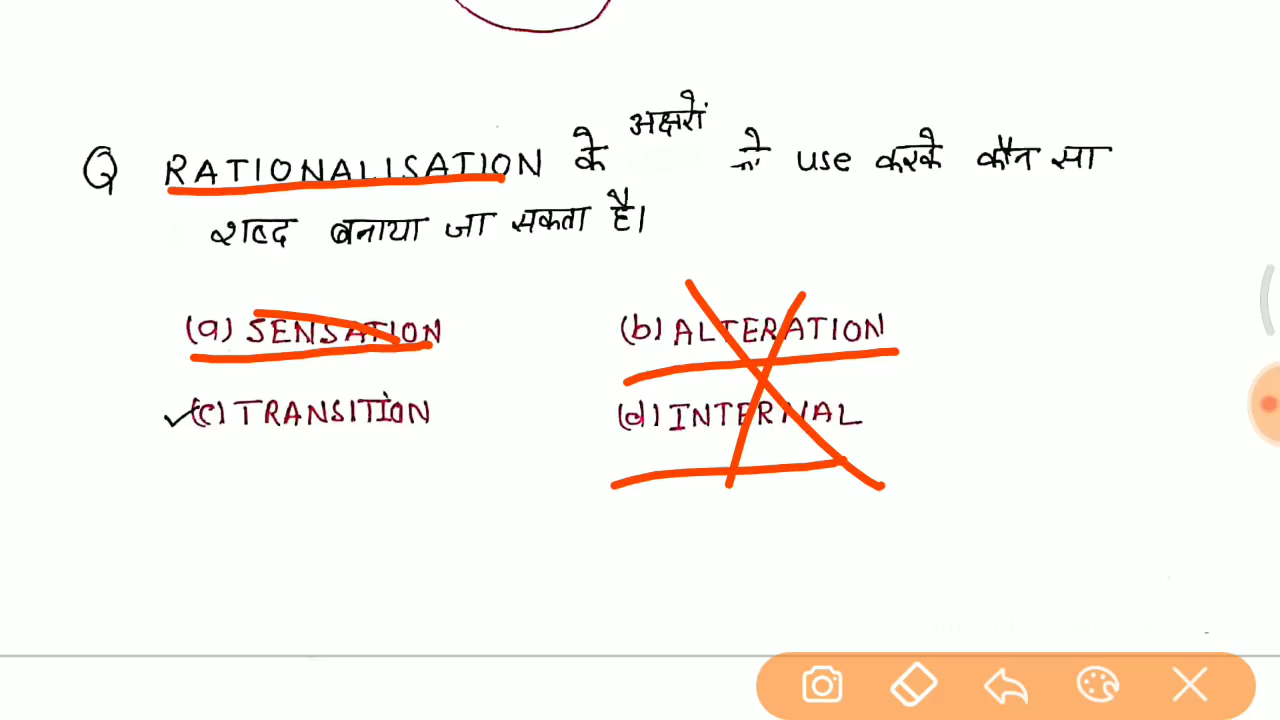 Q RATIONALISATION के अक्षरों के use करके कौन सा
शब्द बनाया जा सकता है।
(a) SENSATION (b) ALTERATION
(c) TRANSITION (d) INTERNAL